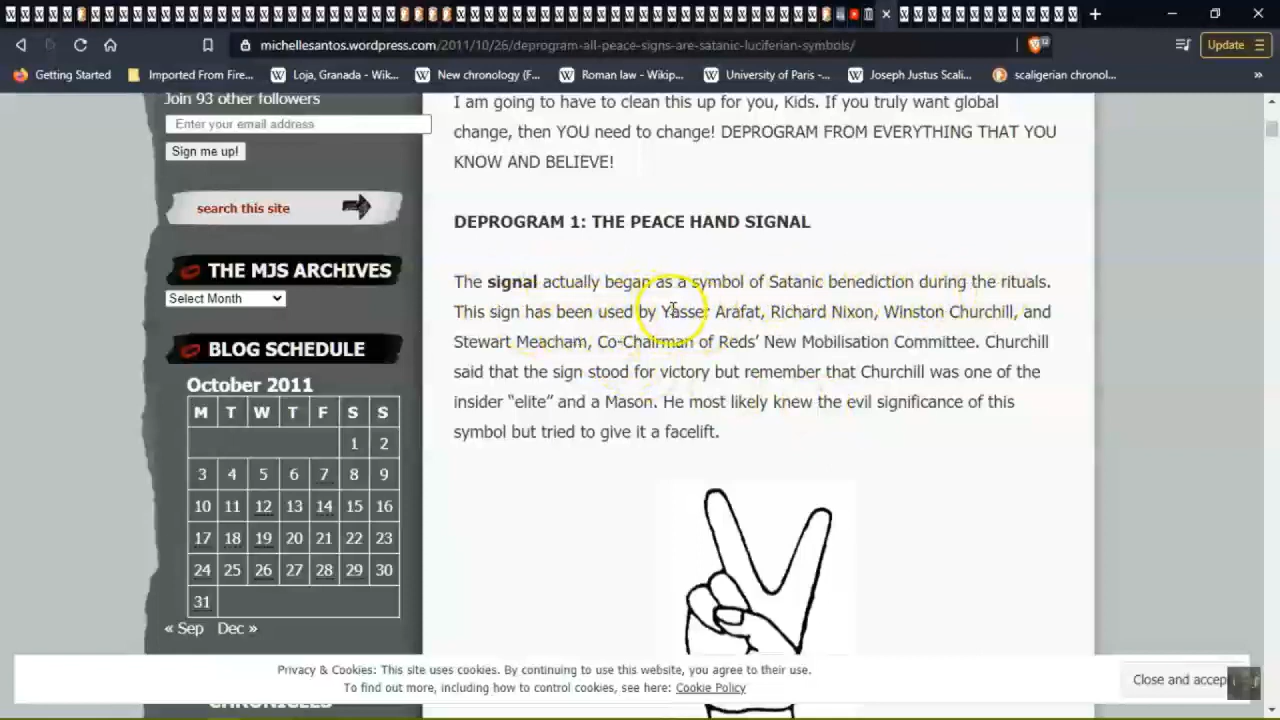 michellesantos.wordpress.com/2011/10/26/deprogram-all-peace-signs-are-satanic-luciferian-symbols/
12
Update
Getting Started
Imported From Fire...
Loja, Granada - Wik...
New chronology (F...
Roman law - Wikip...
University of Paris -...
Joseph Justus Scali...
scaligerian chronol...
»
Join 93 other followers
Enter your email address
Sign me up!
search this site
THE MJS ARCHIVES
Select Month
BLOG SCHEDULE
October 2011
M T W T F S S
1 2
3 4 5 6 7 8 9
10 11 12 13 14 15 16
17 18 19 20 21 22 23
24 25 26 27 28 29 30
31
« Sep Dec »
CHRONICLES
I am going to have to clean this up for you, Kids. If you truly want global
change, then YOU need to change! DEPROGRAM FROM EVERYTHING THAT YOU
KNOW AND BELIEVE!
DEPROGRAM 1: THE PEACE HAND SIGNAL
The signal actually began as a symbol of Satanic benediction during the rituals.
This sign has been used by Yasser Arafat, Richard Nixon, Winston Churchill, and
Stewart Meacham, Co-Chairman of Reds’ New Mobilisation Committee. Churchill
said that the sign stood for victory but remember that Churchill was one of the
insider “elite” and a Mason. He most likely knew the evil significance of this
symbol but tried to give it a facelift.
Privacy & Cookies: This site uses cookies. By continuing to use this website, you agree to their use.
To find out more, including how to control cookies, see here: Cookie Policy
Close and accept